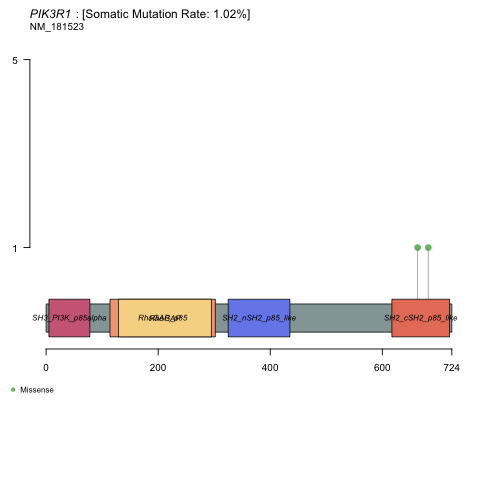 PIK3R1 : [Somatic Mutation Rate: 1.02%]
NM_181523
5
1
SH3_PI3K_p85alpha
SH2_nSH2_p85_like
SH2_cSH2_p85_like
0
200
400
600
724
Missense